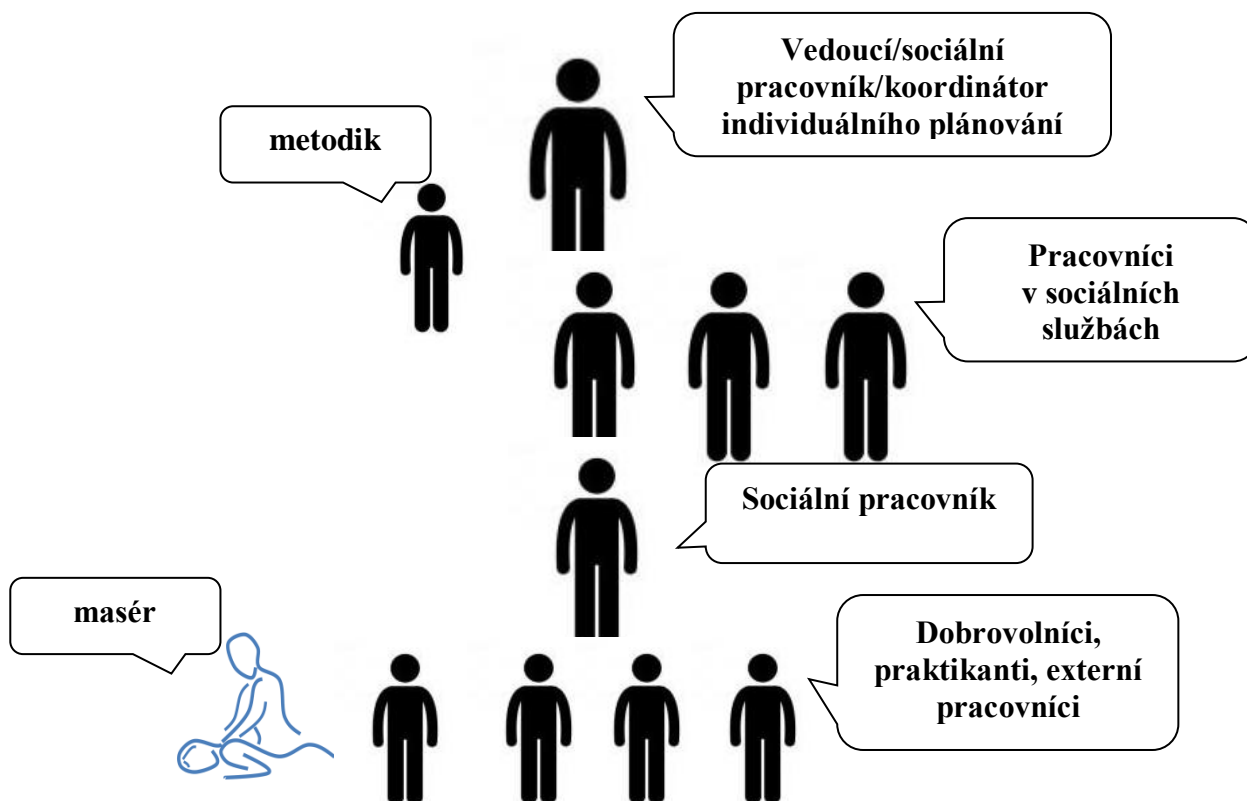 Vedoucí/sociální
pracovník/koordinátor
individuálního plánování
metodik
Pracovníci
v sociálních
službách
Sociální pracovník
masér
Dobrovolníci,
praktikanti, externí
pracovníci